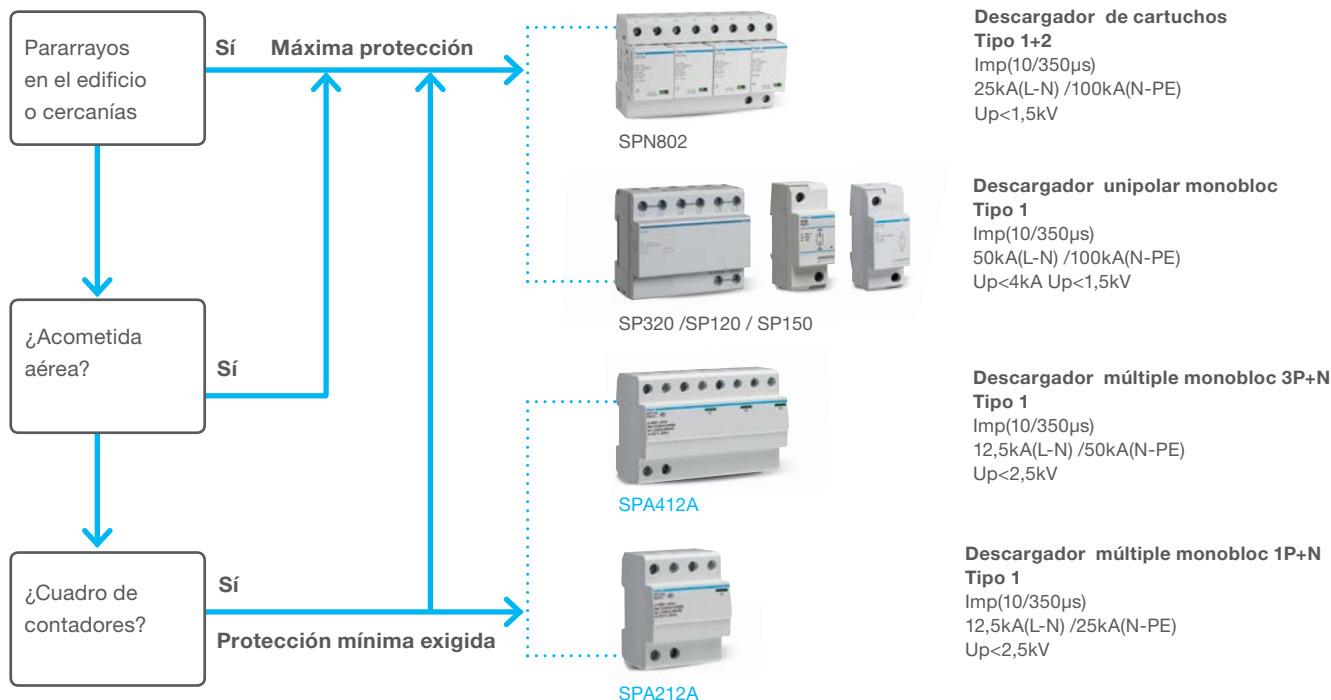 Pararrayos
en el edificio
o cercanías
Sí
Máxima protección
SPN802
Descargador de cartuchos
Tipo 1+2
Imp(10/350µs)
25kA(L-N) /100kA(N-PE)
Up<1,5kV
SP320 /SP120 / SP150
Descargador unipolar monobloc
Tipo 1
Imp(10/350µs)
50kA(L-N) /100kA(N-PE)
Up<4kA Up<1,5kV
¿Acometida
aérea?
Sí
SPA412A
Descargador múltiple monobloc 3P+N
Tipo 1
Imp(10/350µs)
12,5kA(L-N) /50kA(N-PE)
Up<2,5kV
¿Cuadro de
contadores?
Sí
Protección mínima exigida
SPA212A
Descargador múltiple monobloc 1P+N
Tipo 1
Imp(10/350µs)
12,5kA(L-N) /25kA(N-PE)
Up<2,5kV